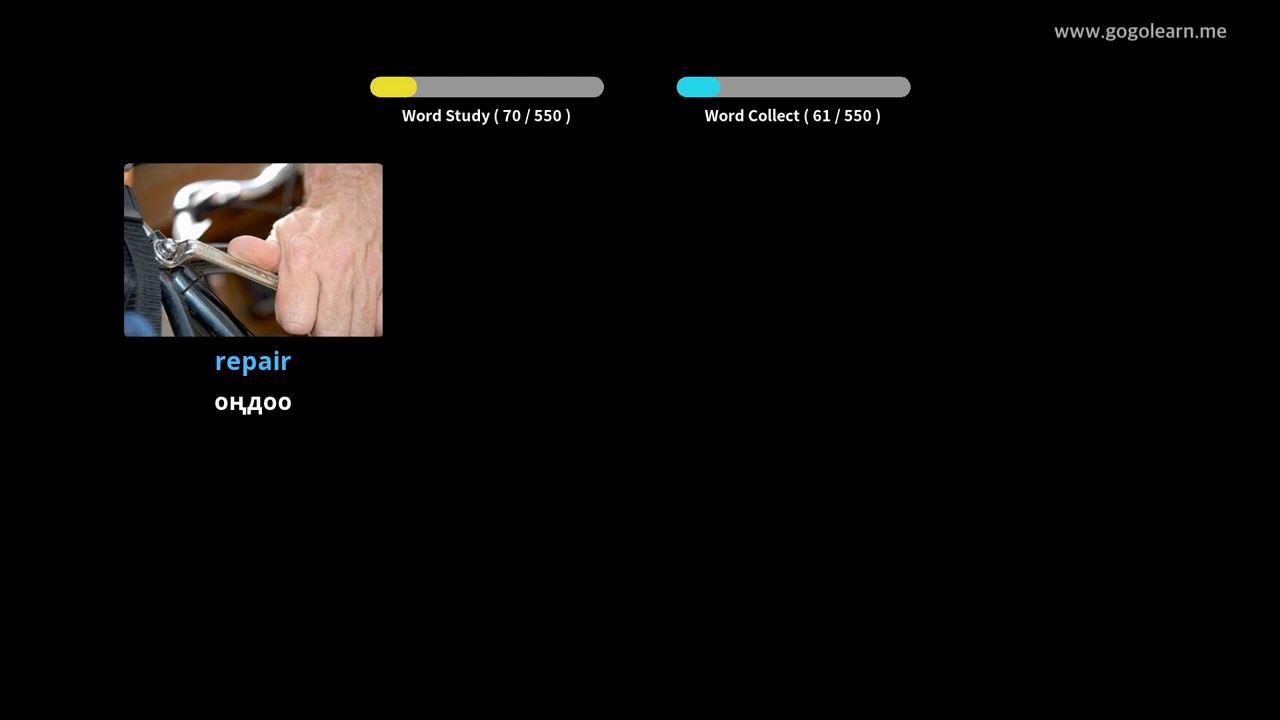 www.gogolearn.me
Word Study ( 70 / 550 )
Word Collect ( 61 / 550 )
repair
оңдоо